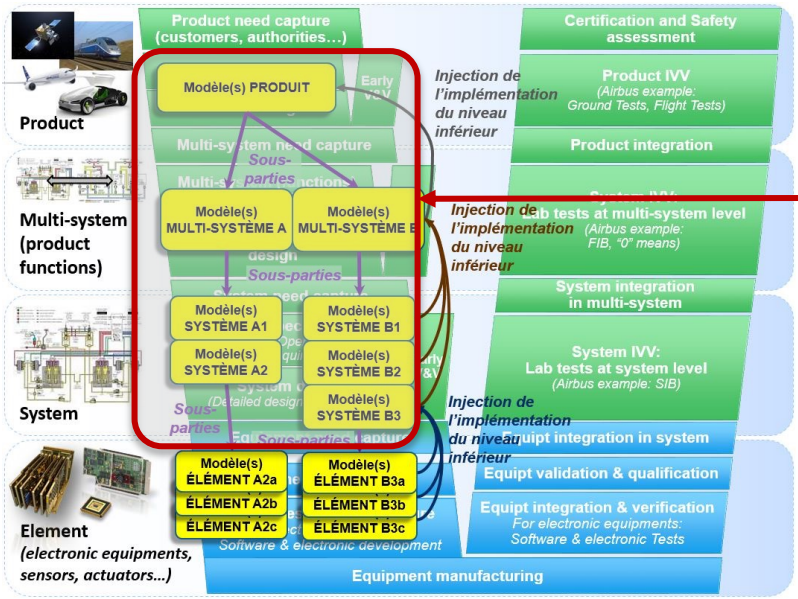 Product need capture
(customers, authorities…)
Certification and Safety
assessment
Modèle(s) PRODUIT
Early
V&V
Injection de
l'implémentation
du niveau
inférieur
Product IVV
(Airbus example:
Ground Tests, Flight Tests)
Product
Multi-system need capture
Product integration
Sous-
parties
Multi-system
(product
functions)
Modèle(s)
MULTI-SYSTÈME A
Modèle(s)
MULTI-SYSTÈME B
Injection de
l'implémentation
du niveau
inférieur
System IVV:
Lab tests at multi-system level
(Airbus example:
FIB, "0" means)
design
Sous-parties
System need capture
System integration
in multi-system
Modèle(s)
SYSTÈME A1
Modèle(s)
SYSTÈME A2
Modèle(s)
SYSTÈME B1
Modèle(s)
SYSTÈME B2
Modèle(s)
SYSTÈME B3
Early
V&V
System IVV:
Lab tests at system level
(Airbus example: SIB)
System
(Detailed design
Sous-
parties
Sous-parties
Injection de
l'implémentation
du niveau
inférieur
Equipt integration in system
Modèle(s)
ÉLÉMENT A2a
ÉLÉMENT A2b
ÉLÉMENT A2c
Modèle(s)
ÉLÉMENT B3a
ÉLÉMENT B3b
ÉLÉMENT B3c
Equipt validation & qualification
Element
(electronic equipments,
sensors, actuators…)
Software & electronic development
Equipt integration & verification
For electronic equipments:
Software & electronic Tests
Equipment manufacturing